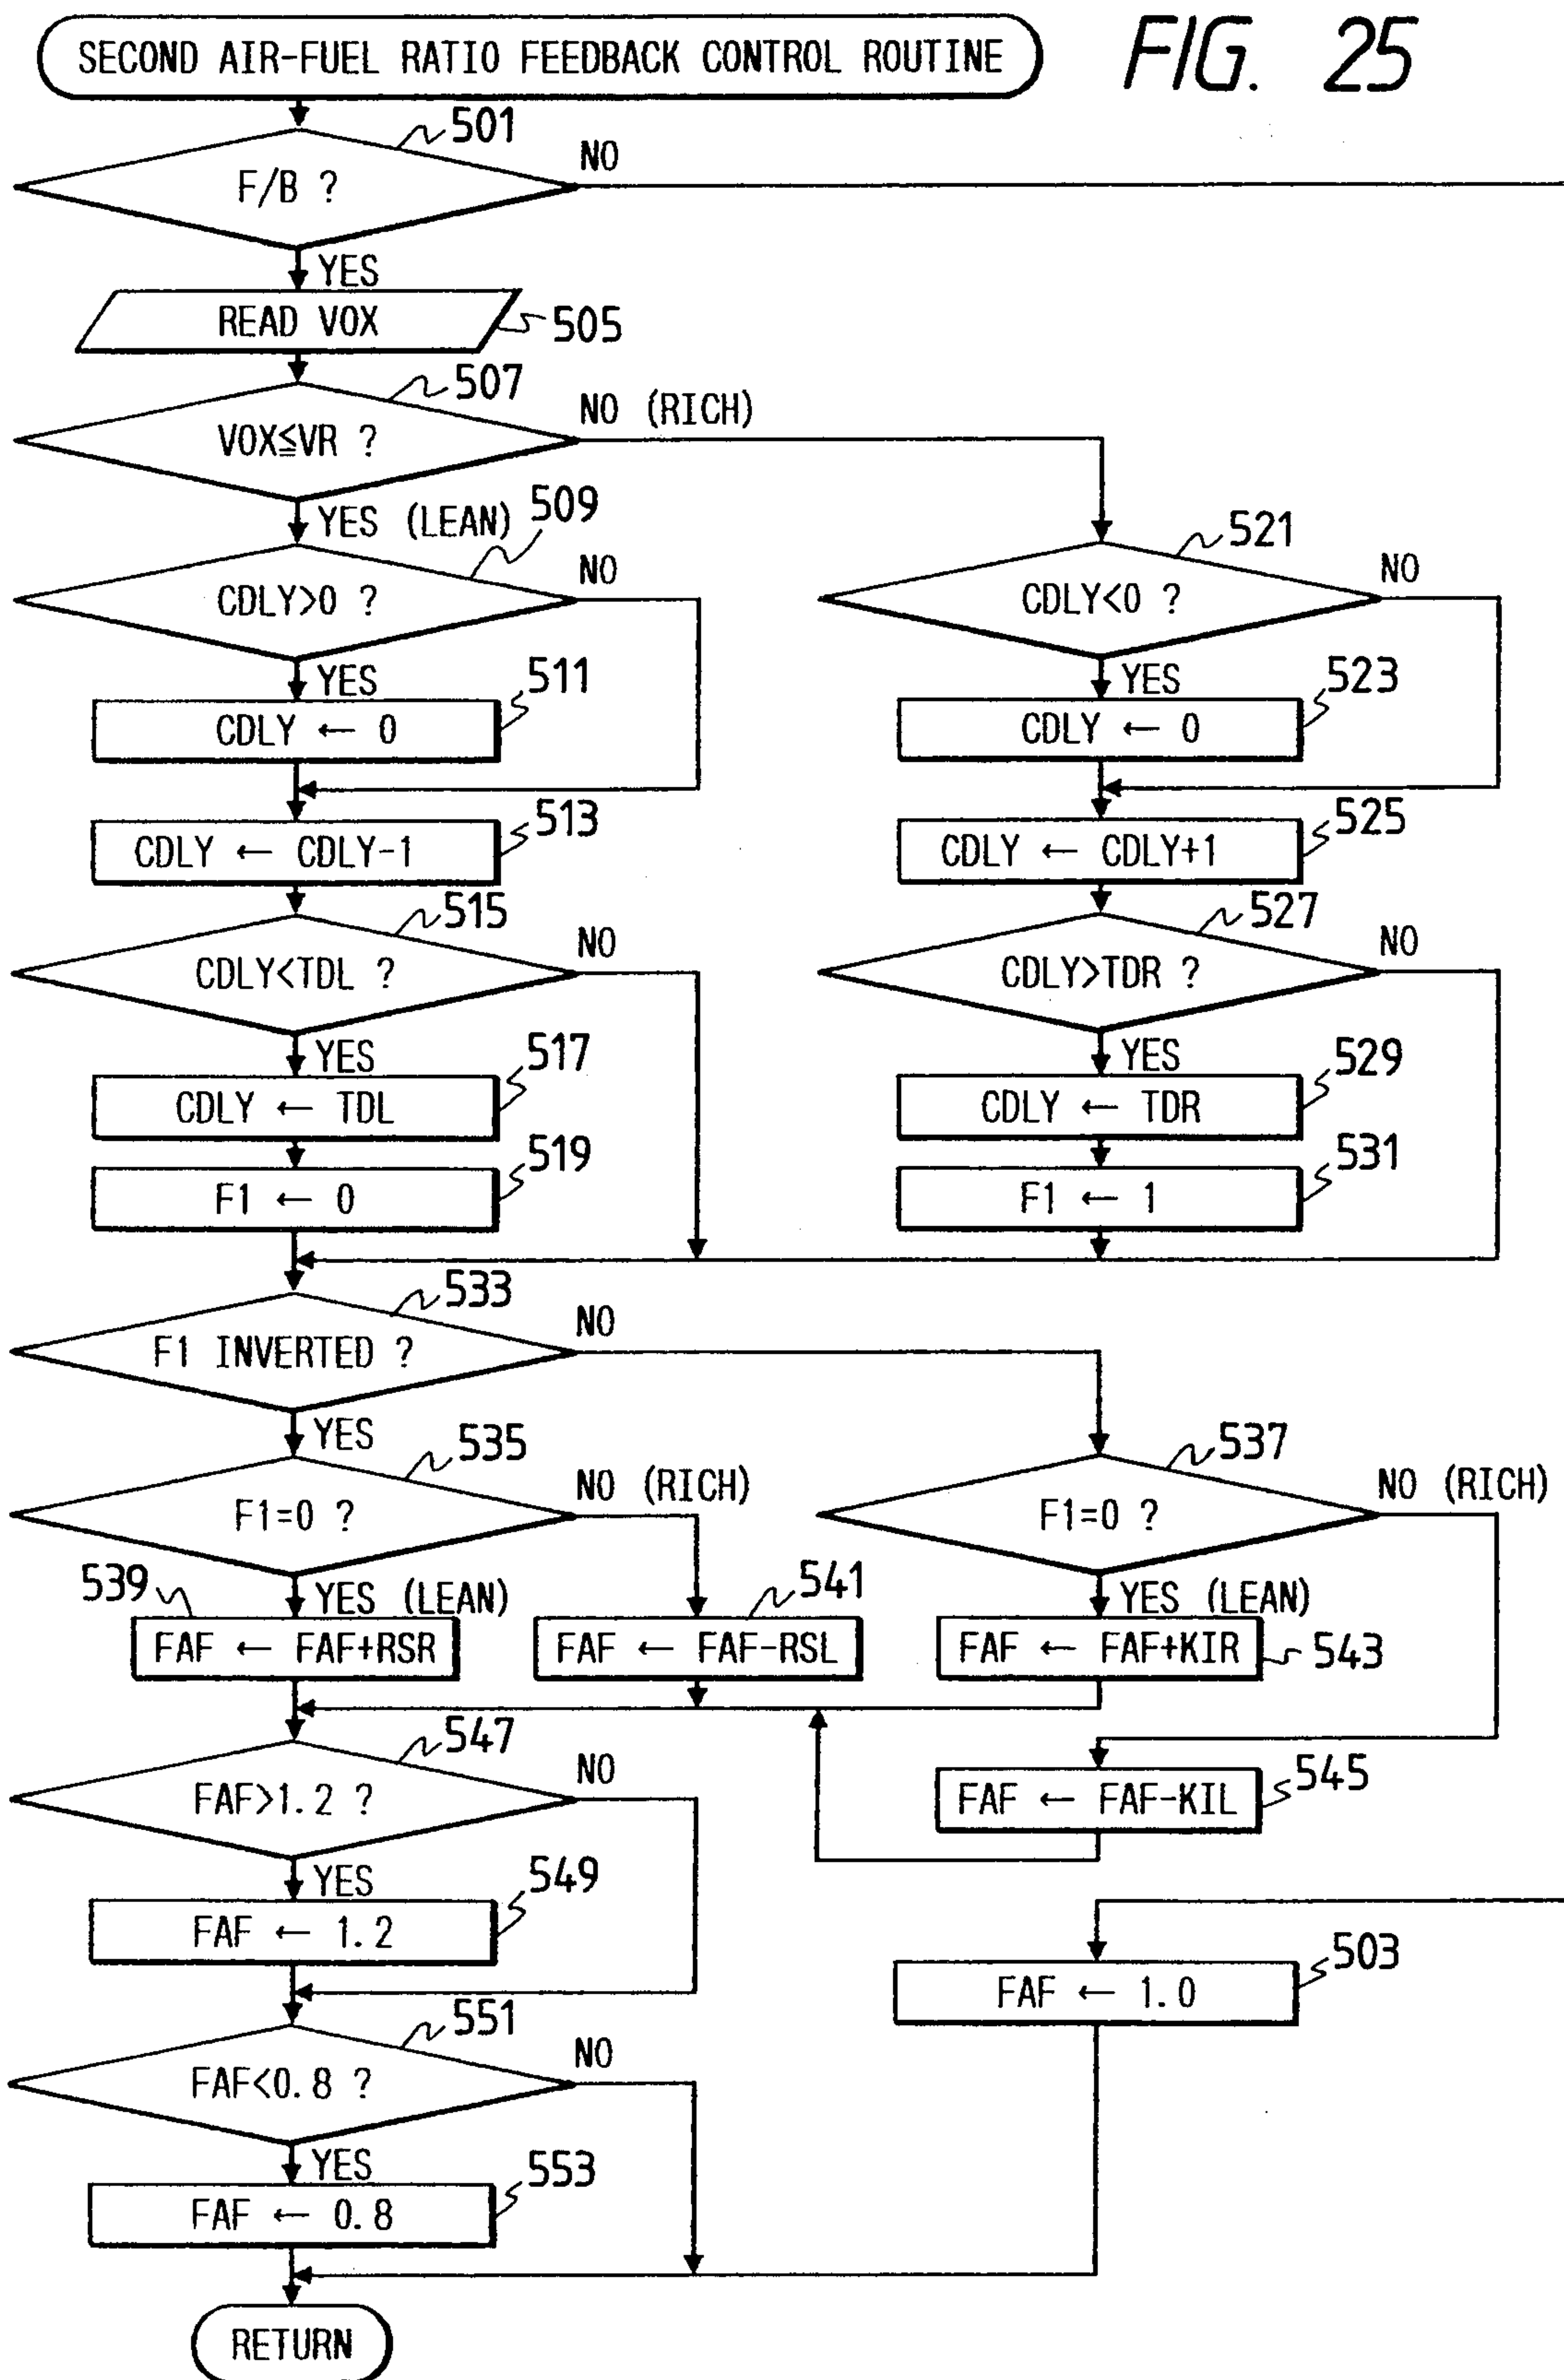 FIG. 25
SECOND AIR-FUEL RATIO FEEDBACK CONTROL ROUTINE
501
F/B ?
NO
YES
READ VOX
505
507
VOX≦VR ?
NO (RICH)
YES (LEAN)
509
CDLY>0 ?
NO
YES
511
CDLY ← 0
513
CDLY ← CDLY-1
515
CDLY<TDL ?
NO
YES
517
CDLY ← TDL
519
F1 ← 0
521
CDLY<0 ?
NO
YES
523
CDLY ← 0
525
CDLY ← CDLY+1
527
CDLY>TDR ?
NO
YES
529
CDLY ← TDR
531
F1 ← 1
533
F1 INVERTED ?
NO
YES
535
F1=0 ?
NO (RICH)
YES (LEAN)
537
F1=0 ?
NO (RICH)
YES (LEAN)
539
FAF ← FAF+RSR
541
FAF ← FAF-RSL
FAF ← FAF+KIR
543
FAF ← FAF-KIL
545
547
FAF>1.2 ?
NO
YES
549
FAF ← 1.2
503
FAF ← 1.0
551
FAF<0.8 ?
NO
YES
553
FAF ← 0.8
RETURN